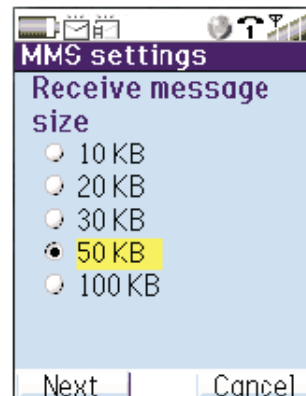 MMS settings
Receive message
size
10 KB
20 KB
30 KB
50 KB
100 KB
Next Cancel